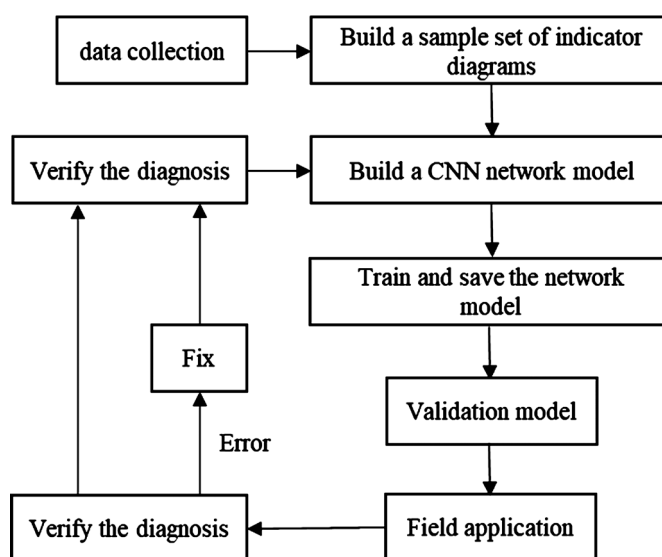 data collection
Build a sample set of indicator
diagrams
Verify the diagnosis
Build a CNN network model
Train and save the network
model
Fix
Validation model
Error
Verify the diagnosis
Field application